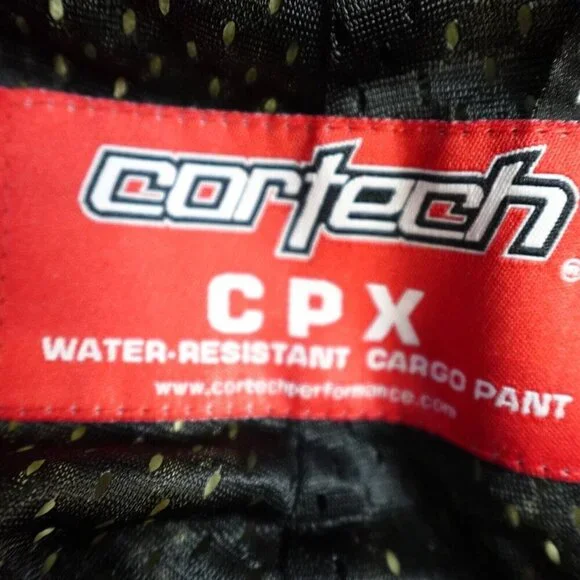 cortech®
CPX
WATER-RESISTANT CARGO PANT
www.cortechperformance.com